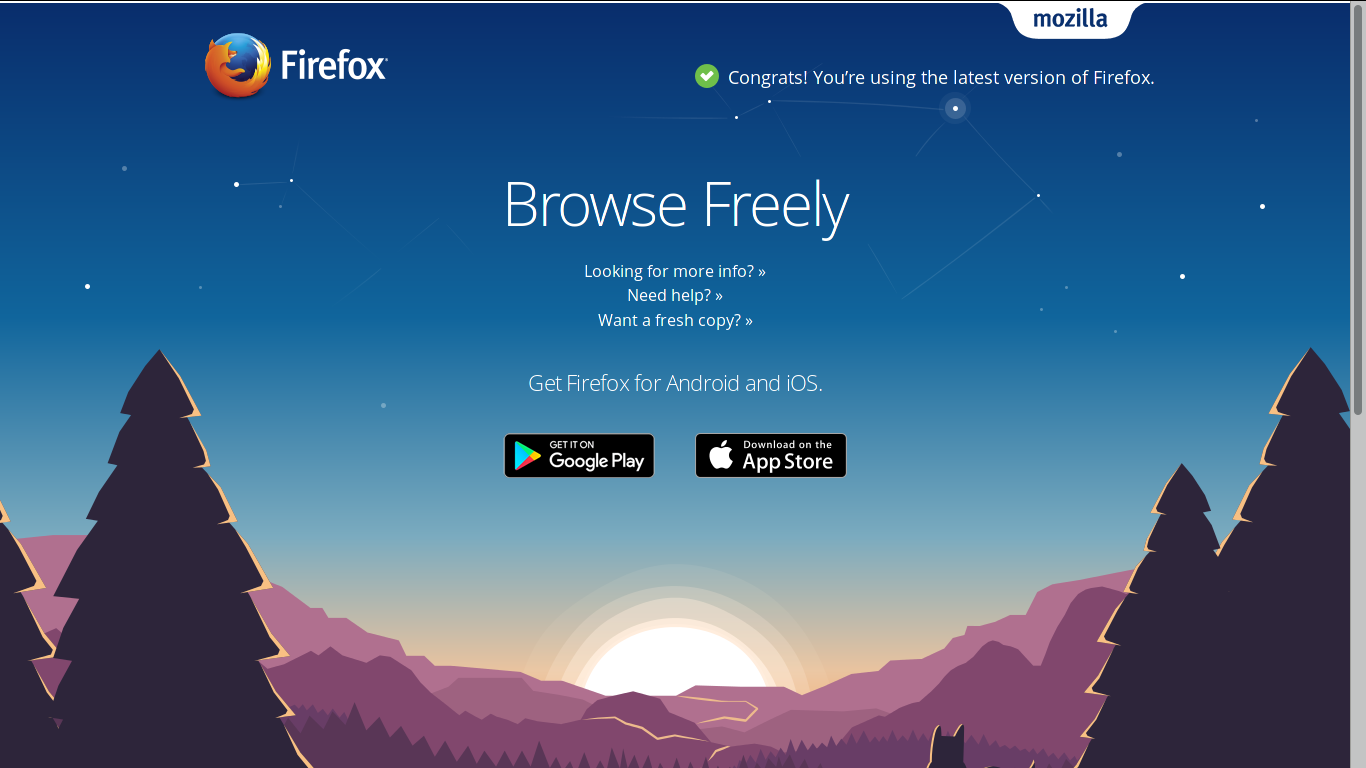 mozilla
Firefox
Congrats! You’re using the latest version of Firefox.
Browse Freely
Looking for more info? »
Need help? »
Want a fresh copy? »
Get Firefox for Android and iOS.
GET IT ON
Google Play
Download on the
App Store